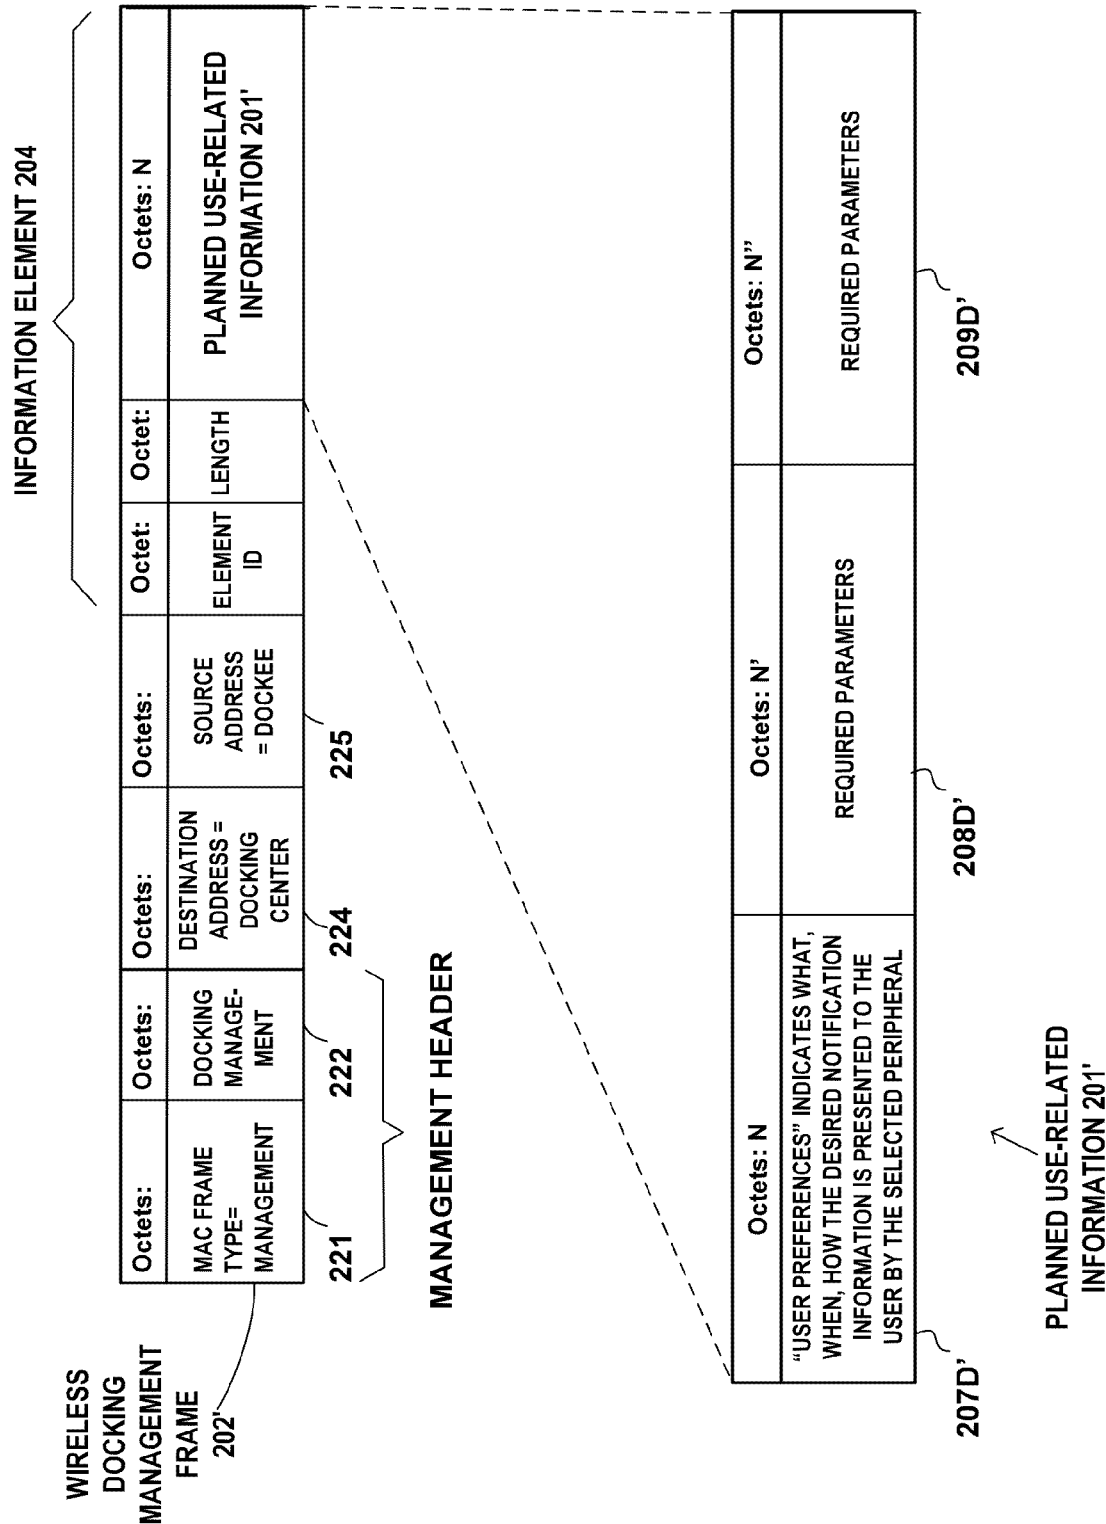 WIRELESS
DOCKING
MANAGEMENT
FRAME
202'
INFORMATION ELEMENT 204
Octets:
Octets:
Octets:
Octets:
Octet:
Octet:
Octets: N
MAC FRAME
TYPE=
MANAGEMENT
DOCKING
MANAGE-
MENT
DESTINATION
ADDRESS =
DOCKING
CENTER
SOURCE
ADDRESS
= DOCKEE
ELEMENT
ID
LENGTH
PLANNED USE-RELATED
INFORMATION 201'
221
222
224
225
MANAGEMENT HEADER
Octets: N
Octets: N'
Octets: N”
“USER PREFERENCES” INDICATES WHAT,
WHEN, HOW THE DESIRED NOTIFICATION
INFORMATION IS PRESENTED TO THE
USER BY THE SELECTED PERIPHERAL
REQUIRED PARAMETERS
REQUIRED PARAMETERS
207D’
208D’
209D’
PLANNED USE-RELATED
INFORMATION 201'